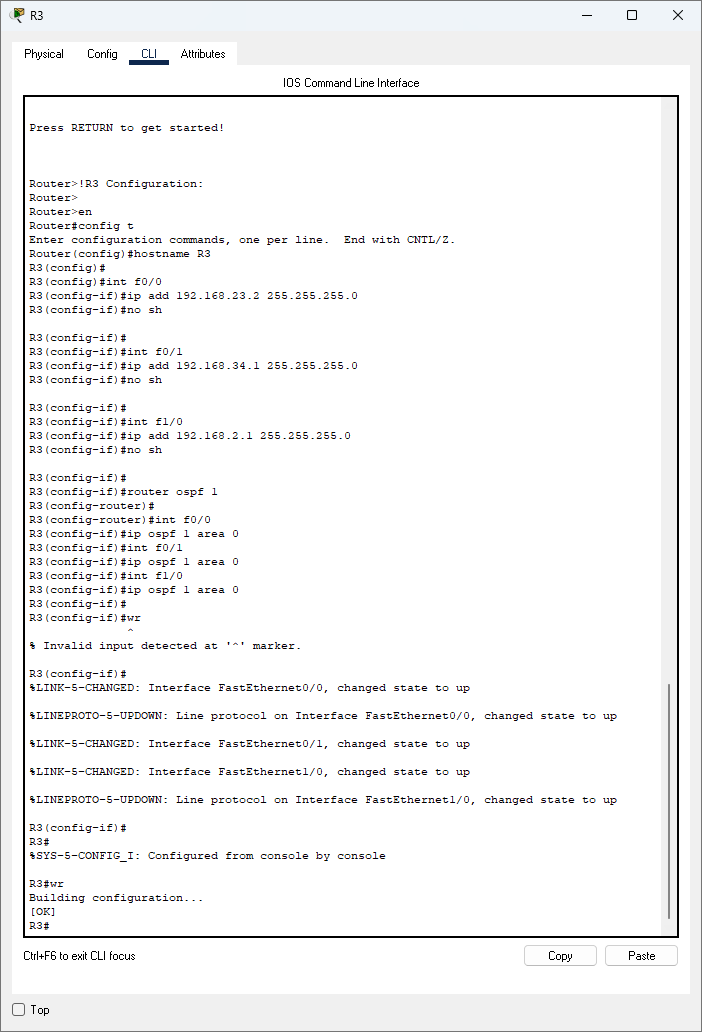 R3
Physical Config CLI Attributes
IOS Command Line Interface
Press RETURN to get started!
Router>!R3 Configuration:
Router>
Router>en
Router#config t
Enter configuration commands, one per line.  End with CNTL/Z.
Router(config)#hostname R3
R3(config)#
R3(config)#int f0/0
R3(config-if)#ip add 192.168.23.2 255.255.255.0
R3(config-if)#no sh
R3(config-if)#
R3(config-if)#int f0/1
R3(config-if)#ip add 192.168.34.1 255.255.255.0
R3(config-if)#no sh
R3(config-if)#
R3(config-if)#int f1/0
R3(config-if)#ip add 192.168.2.1 255.255.255.0
R3(config-if)#no sh
R3(config-if)#
R3(config-if)#router ospf 1
R3(config-router)#
R3(config-router)#int f0/0
R3(config-if)#ip ospf 1 area 0
R3(config-if)#int f0/1
R3(config-if)#ip ospf 1 area 0
R3(config-if)#int f1/0
R3(config-if)#ip ospf 1 area 0
R3(config-if)#
R3(config-if)#wr
^
% Invalid input detected at '^' marker.
R3(config-if)#
%LINK-5-CHANGED: Interface FastEthernet0/0, changed state to up
%LINEPROTO-5-UPDOWN: Line protocol on Interface FastEthernet0/0, changed state to up
%LINK-5-CHANGED: Interface FastEthernet0/1, changed state to up
%LINK-5-CHANGED: Interface FastEthernet1/0, changed state to up
%LINEPROTO-5-UPDOWN: Line protocol on Interface FastEthernet1/0, changed state to up
R3(config-if)#
R3#
%SYS-5-CONFIG_I: Configured from console by console
R3#wr
Building configuration...
[OK]
R3#
Ctrl+F6 to exit CLI focus Copy Paste
Top